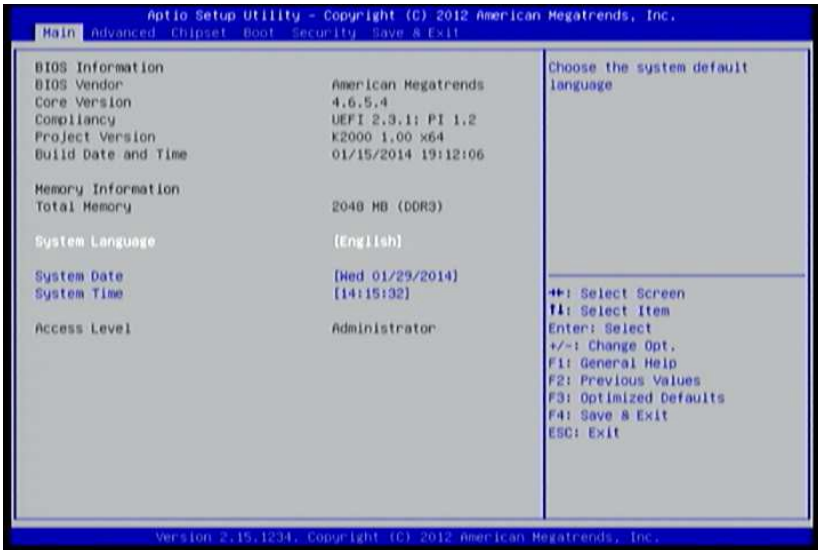 Aptio Setup Utility - Copyright (C) 2012 American Megatrends, Inc.
Main Advanced Chipset Boot Security Save & Exit
BIOS Information
BIOS Vendor American Megatrends
Core Version 4.6.5.4
Compliancy UEFI 2.3.1; PI 1.2
Project Version K2000 1.00 x64
Build Date and Time 01/15/2014 19:12:06
Memory Information
Total Memory 2048 MB (DDR3)
System Language [English]
System Date [Wed 01/29/2014]
System Time [14:15:32]
Access Level Administrator
Choose the system default
language
→←: Select Screen
↑↓: Select Item
Enter: Select
+/-: Change Opt.
F1: General Help
F2: Previous Values
F3: Optimized Defaults
F4: Save & Exit
ESC: Exit
Version 2.15.1234. Copyright (C) 2012 American Megatrends, Inc.